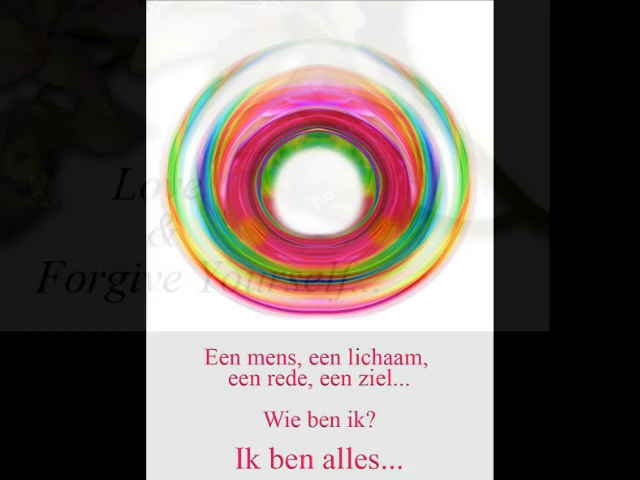 Love
&
Forgive Yourself...
Een mens, een lichaam,
een rede, een ziel...
Wie ben ik?
Ik ben alles...